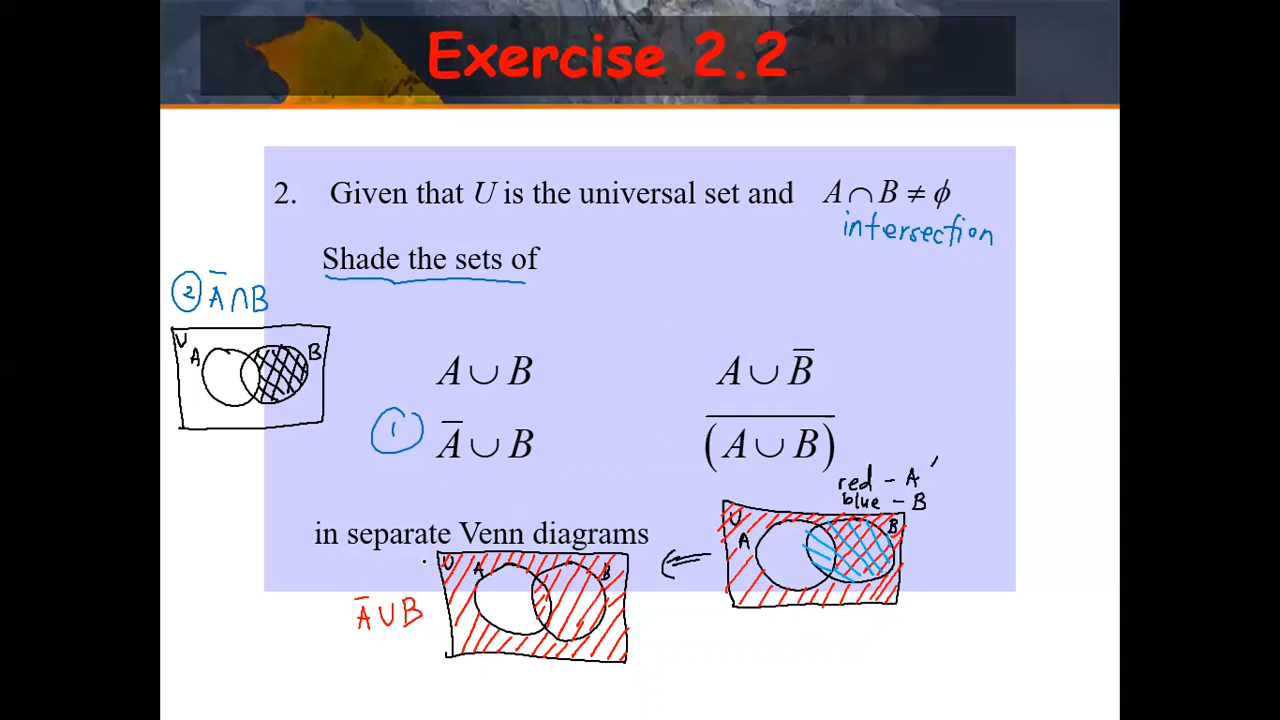 Exercise 2.2
2. Given that U is the universal set and A ∩ B ≠ ϕ
intersection
Shade the sets of
② A̅ ∩ B
U
A
B
A ∪ B
A ∪ B̅
① A̅ ∪ B
(A ∪ B)̅
red - A'
blue - B
U
A
B
in separate Venn diagrams
U
A
B
A̅ ∪ B